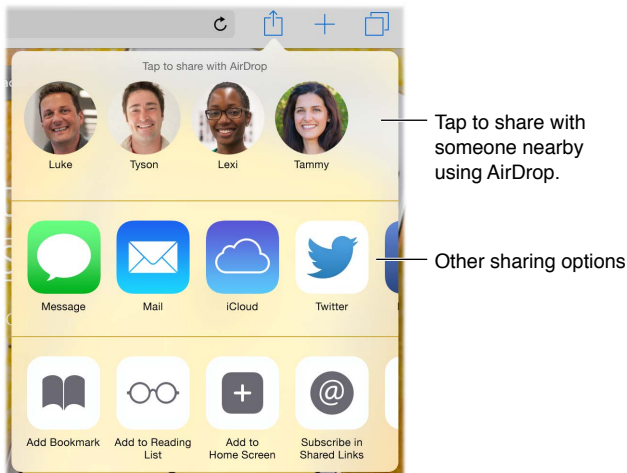 Tap to share with AirDrop
Luke Tyson Lexi Tammy
Tap to share with
someone nearby
using AirDrop.
Message Mail iCloud Twitter
Other sharing options
Add Bookmark Add to Reading List Add to Home Screen Subscribe in Shared Links